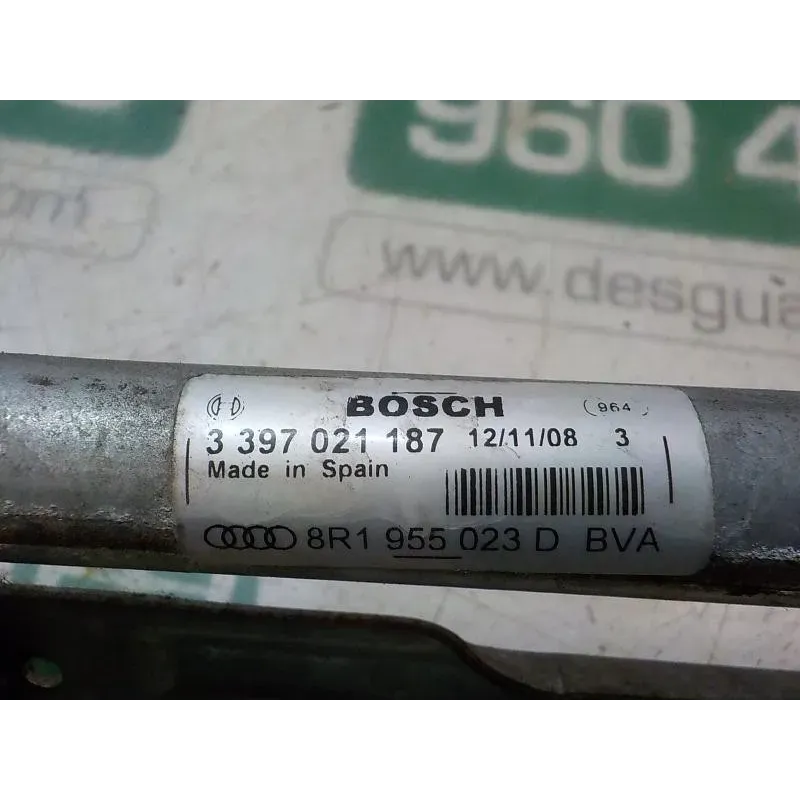 960 4
om
www.desgua
BOSCH (964)
3 397 021 187 12/11/08 3
Made in Spain
8R1 955 023 D BVA